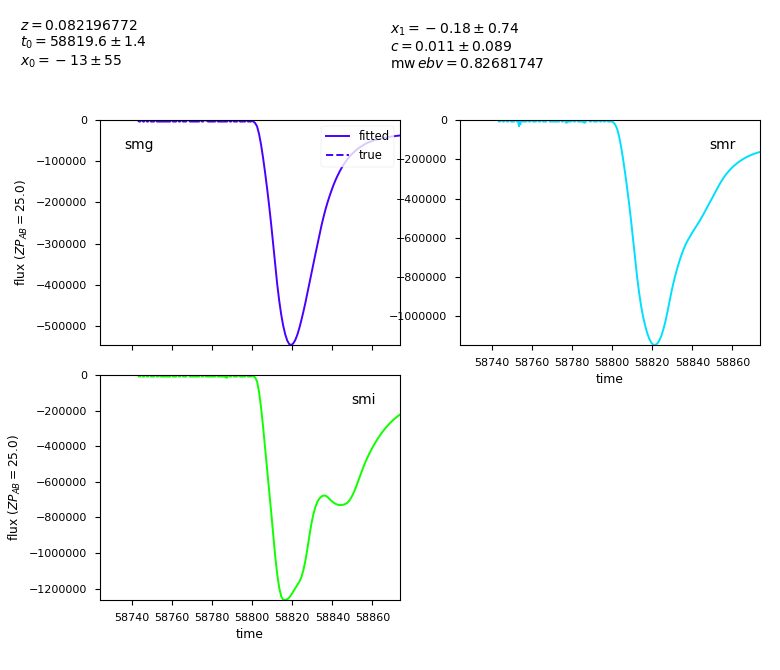 z = 0.082196772
t₀ = 58819.6 ± 1.4
x₀ = −13 ± 55
x₁ = −0.18 ± 0.74
c = 0.011 ± 0.089
mw ebv = 0.82681747
smg
fitted
true
0
−100000
−200000
−300000
−400000
−500000
flux (ZP_AB = 25.0)
smr
0
−200000
−400000
−600000
−800000
−1000000
58740 58760 58780 58800 58820 58840 58860
time
smi
0
−200000
−400000
−600000
−800000
−1000000
−1200000
flux (ZP_AB = 25.0)
58740 58760 58780 58800 58820 58840 58860
time